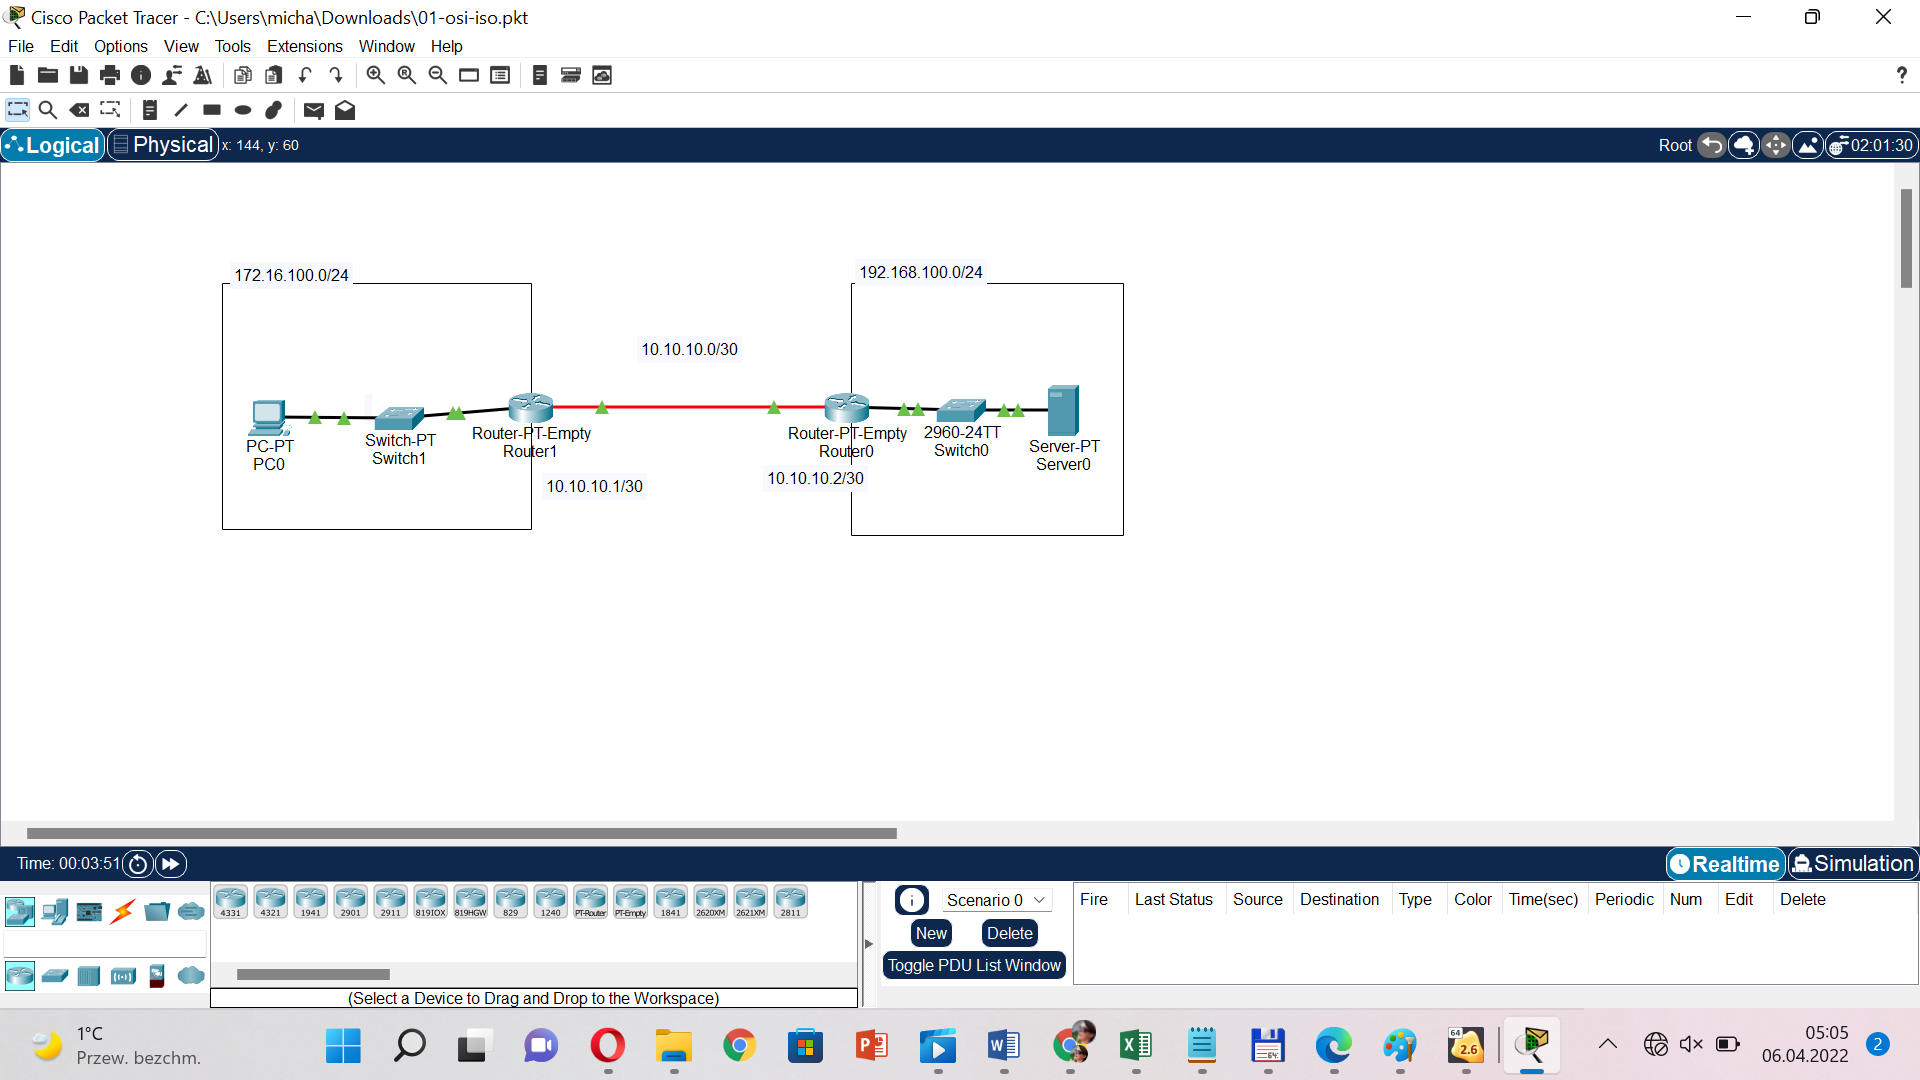 Cisco Packet Tracer - C:\Users\micha\Downloads\01-osi-iso.pkt
File Edit Options View Tools Extensions Window Help
?
Logical Physical x: 144, y: 60 Root 02:01:30
172.16.100.0/24
192.168.100.0/24
10.10.10.0/30
PC-PT
PC0
Switch-PT
Switch1
Router-PT-Empty
Router1
Router-PT-Empty
Router0
2960-24TT
Switch0
Server-PT
Server0
10.10.10.1/30
10.10.10.2/30
Time: 00:03:51 Realtime Simulation
4331 4321 1941 2901 2911 819IOX 819HGW 829 1240 PT-Router PT-Empty 1841 2620XM 2621XM 2811
(Select a Device to Drag and Drop to the Workspace)
Scenario 0
New Delete
Toggle PDU List Window
Fire Last Status Source Destination Type Color Time(sec) Periodic Num Edit Delete
1°C
Przew. bezchm.
64
2.6
05:05
06.04.2022
2